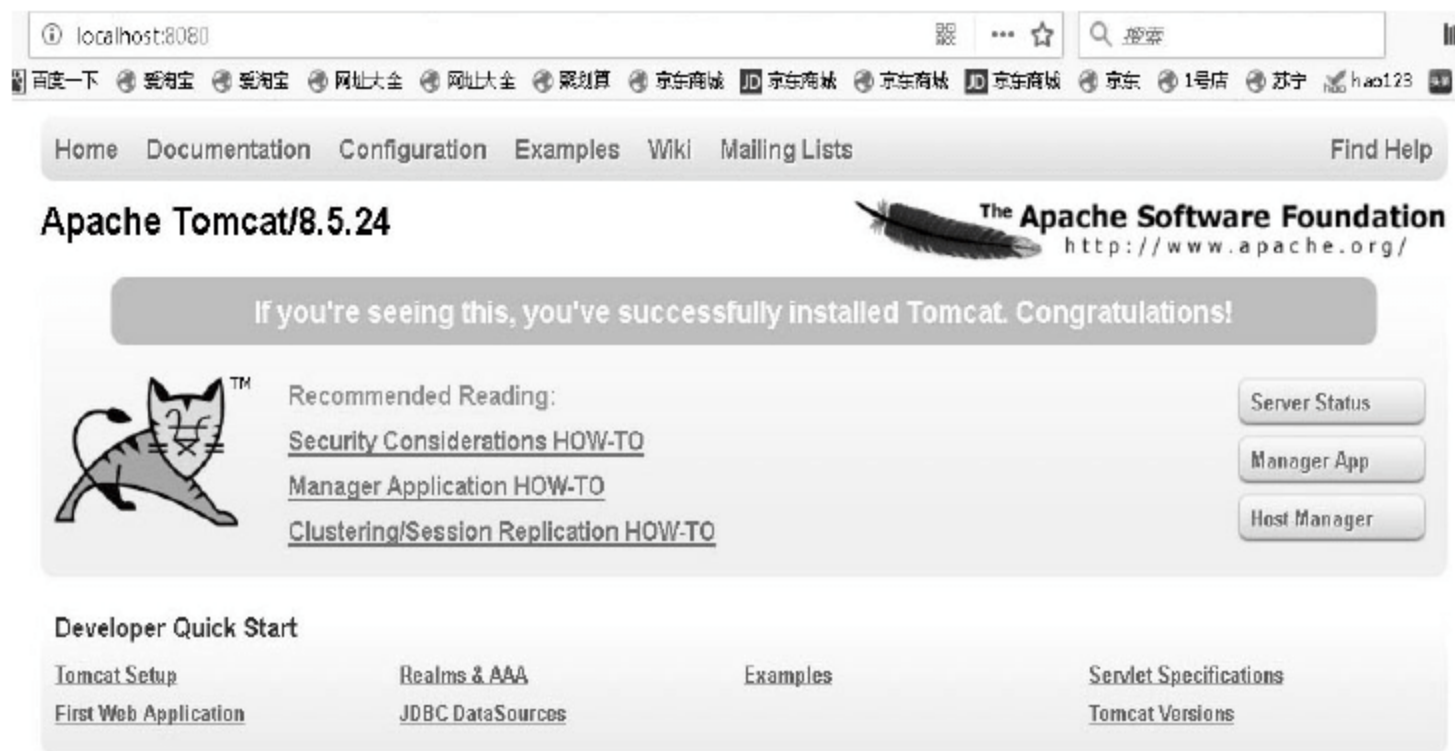 localhost:8080
搜索
百度一下 爱淘宝 爱淘宝 网址大全 网址大全 聚划算 京东商城 JD 京东商城 京东商城 JD 京东商城 京东 1号店 苏宁 hao hao123
Home Documentation Configuration Examples Wiki Mailing Lists Find Help
Apache Tomcat/8.5.24
The Apache Software Foundation
http://www.apache.org/
If you're seeing this, you've successfully installed Tomcat. Congratulations!
TM
Recommended Reading:
Security Considerations HOW-TO
Manager Application HOW-TO
Clustering/Session Replication HOW-TO
Server Status
Manager App
Host Manager
Developer Quick Start
Tomcat Setup Realms & AAA Examples Servlet Specifications
First Web Application JDBC DataSources Tomcat Versions